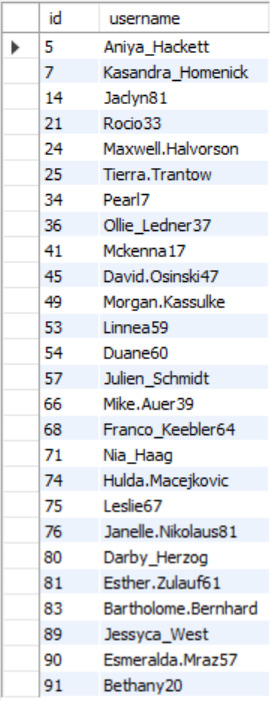 id username
5 Aniya_Hackett
7 Kasandra_Homenick
14 Jaclyn81
21 Rocio33
24 Maxwell.Halvorson
25 Tierra.Trantow
34 Pearl7
36 Ollie_Ledner37
41 Mckenna17
45 David.Osinski47
49 Morgan.Kassulke
53 Linnea59
54 Duane60
57 Julien_Schmidt
66 Mike.Auer39
68 Franco_Keebler64
71 Nia_Haag
74 Hulda.Macejkovic
75 Leslie67
76 Janelle.Nikolaus81
80 Darby_Herzog
81 Esther.Zulauf61
83 Bartholome.Bernhard
89 Jessyca_West
90 Esmeralda.Mraz57
91 Bethany20